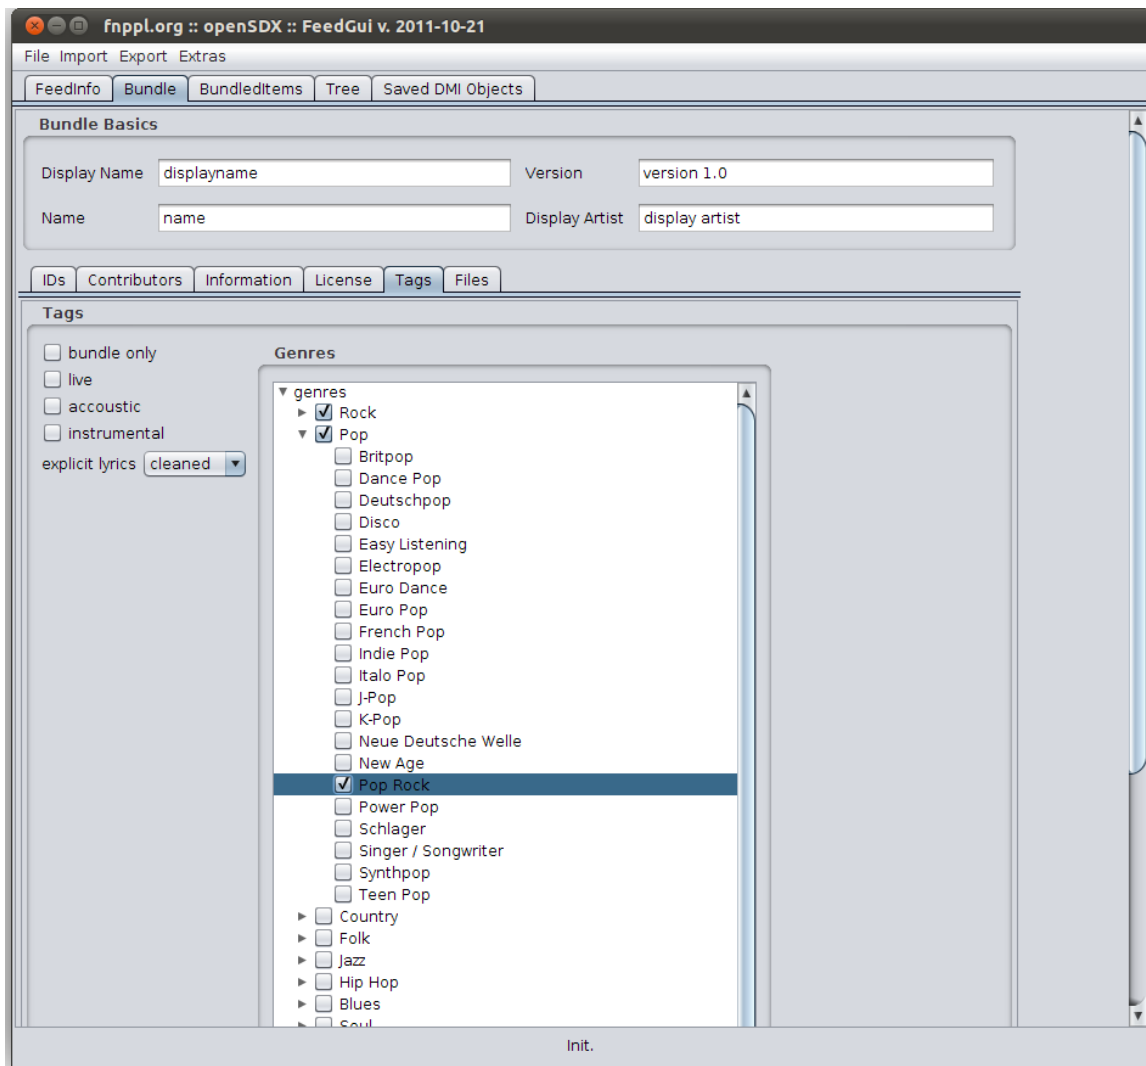 fnppl.org :: openSDX :: FeedGui v. 2011-10-21
File Import Export Extras
FeedInfo Bundle BundledItems Tree Saved DMI Objects
Bundle Basics
Display Name displayname Version version 1.0
Name name Display Artist display artist
IDs Contributors Information License Tags Files
Tags
bundle only
live
accoustic
instrumental
explicit lyrics cleaned
Genres
genres
Rock
Pop
Britpop
Dance Pop
Deutschpop
Disco
Easy Listening
Electropop
Euro Dance
Euro Pop
French Pop
Indie Pop
Italo Pop
J-Pop
K-Pop
Neue Deutsche Welle
New Age
Pop Rock
Power Pop
Schlager
Singer / Songwriter
Synthpop
Teen Pop
Country
Folk
Jazz
Hip Hop
Blues
Soul
Init.